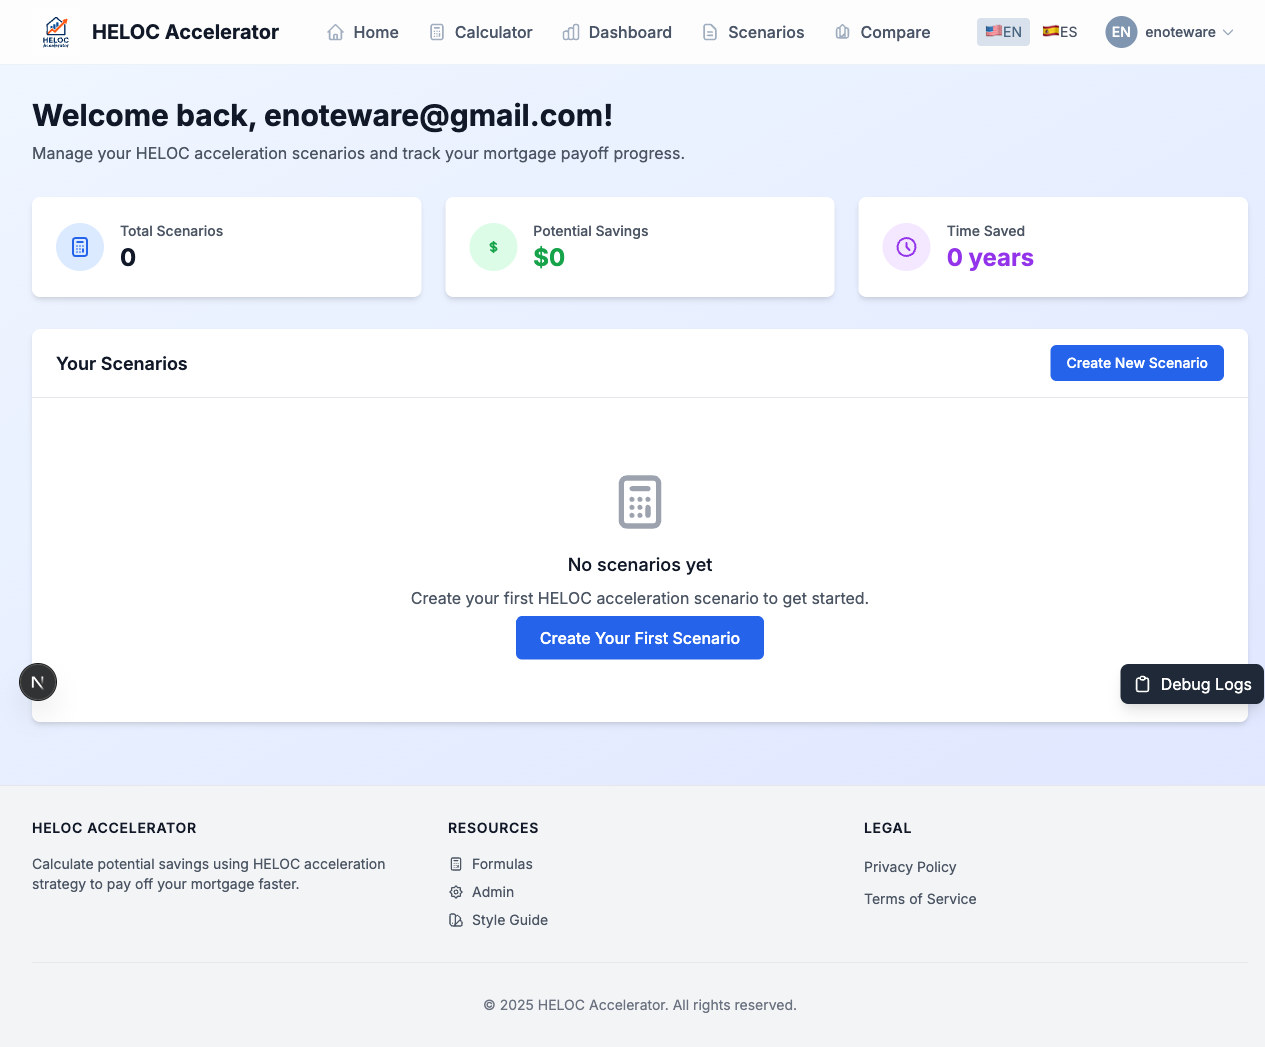 HELOC
Accelerator
HELOC Accelerator
Home
Calculator
Dashboard
Scenarios
Compare
🇺🇸EN
🇪🇸ES
EN
enoteware
Welcome back, enoteware@gmail.com!
Manage your HELOC acceleration scenarios and track your mortgage payoff progress.
Total Scenarios
0
$
Potential Savings
$0
Time Saved
0 years
Your Scenarios
Create New Scenario
No scenarios yet
Create your first HELOC acceleration scenario to get started.
Create Your First Scenario
N
Debug Logs
HELOC ACCELERATOR
Calculate potential savings using HELOC acceleration
strategy to pay off your mortgage faster.
RESOURCES
Formulas
Admin
Style Guide
LEGAL
Privacy Policy
Terms of Service
© 2025 HELOC Accelerator. All rights reserved.